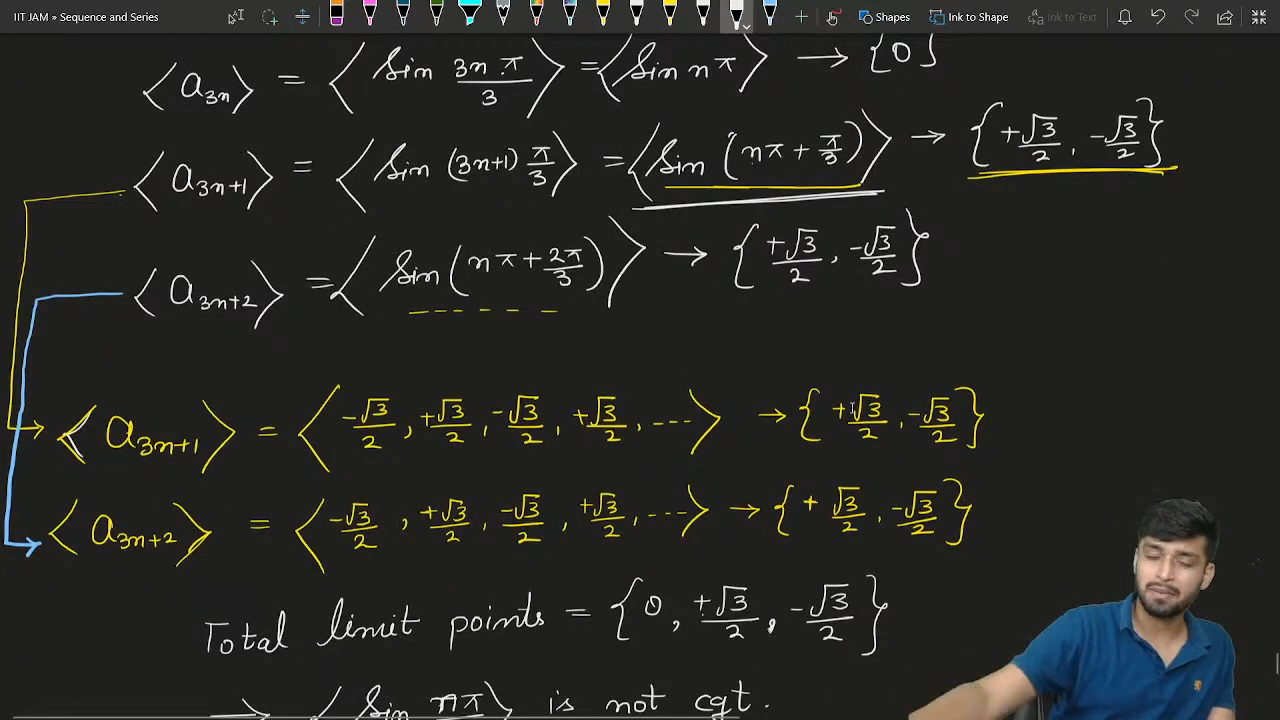 IIT JAM » Sequence and Series
Shapes Ink to Shape Ink to Text
⟨a₃ₙ⟩ = ⟨Sin 3n.π/3⟩ = ⟨Sin nπ⟩ → {0}
⟨a₃ₙ₊₁⟩ = ⟨Sin (3n+1) π/3⟩ = ⟨Sin (nπ + π/3)⟩ → {+√3/2, -√3/2}
⟨a₃ₙ₊₂⟩ = ⟨Sin (nπ + 2π/3)⟩ → {+√3/2, -√3/2}
⟨a₃ₙ₊₁⟩ = ⟨-√3/2, +√3/2, -√3/2, +√3/2, ---⟩ → {+√3/2, -√3/2}
⟨a₃ₙ₊₂⟩ = ⟨-√3/2, +√3/2, -√3/2, +√3/2, ---⟩ → {+√3/2, -√3/2}
Total limit points = {0, +√3/2, -√3/2}
→ ⟨Sin nπ⟩ is not cgt.